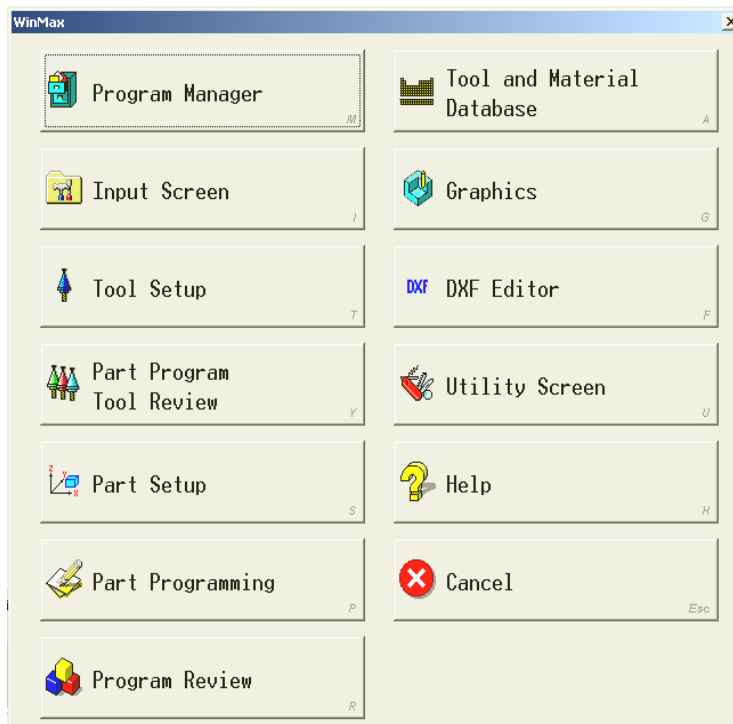 WinMax
Program Manager
M
Input Screen
I
Tool Setup
T
Part Program
Tool Review
Y
Z
Y
X
Part Setup
S
Part Programming
P
Program Review
R
Tool and Material
Database
A
Graphics
G
DXF
DXF Editor
F
Utility Screen
U
Help
H
Cancel
Esc